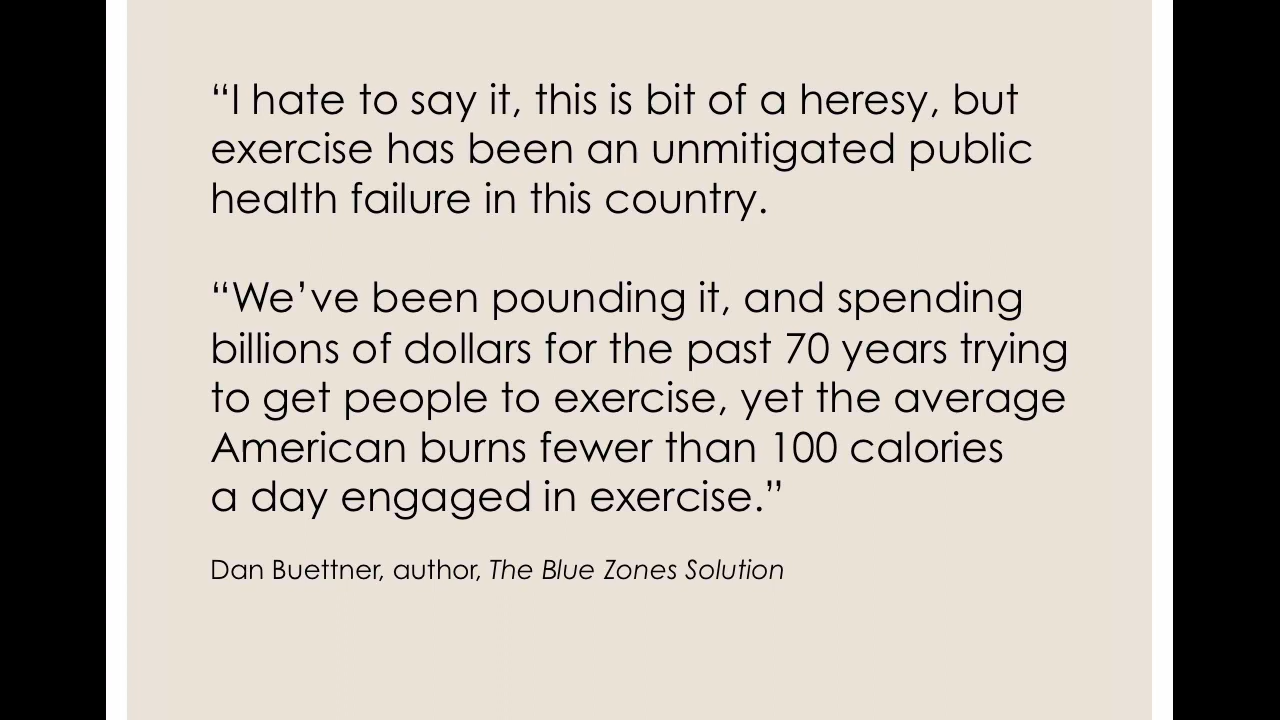 “I hate to say it, this is bit of a heresy, but
exercise has been an unmitigated public
health failure in this country.
“We’ve been pounding it, and spending
billions of dollars for the past 70 years trying
to get people to exercise, yet the average
American burns fewer than 100 calories
a day engaged in exercise.”
Dan Buettner, author, The Blue Zones Solution